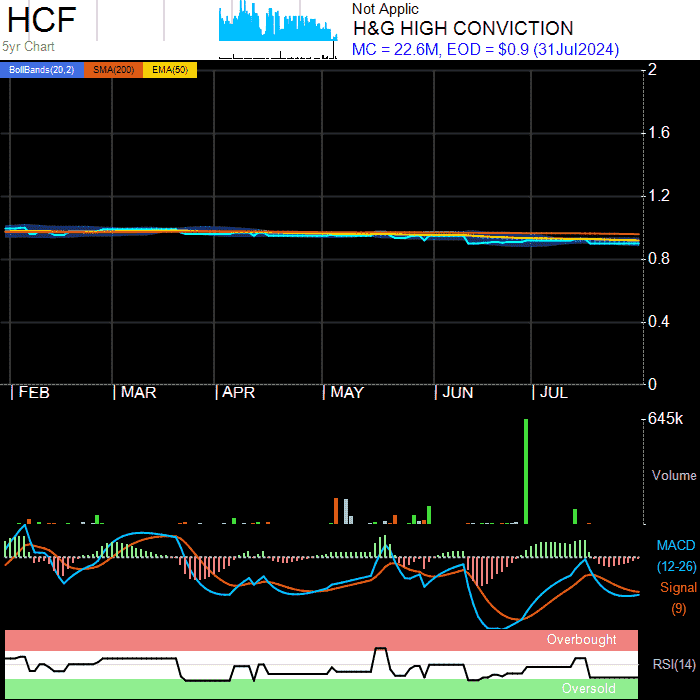 HCF
5yr Chart
Not Applic
H&G HIGH CONVICTION
MC = 22.6M, EOD = $0.9 (31Jul2024)
BollBands(20,2) SMA(200) EMA(50)
2
1.6
1.2
0.8
0.4
0
FEB MAR APR MAY JUN JUL
645k
Volume
MACD
(12-26)
Signal
(9)
Overbought
RSI(14)
Oversold